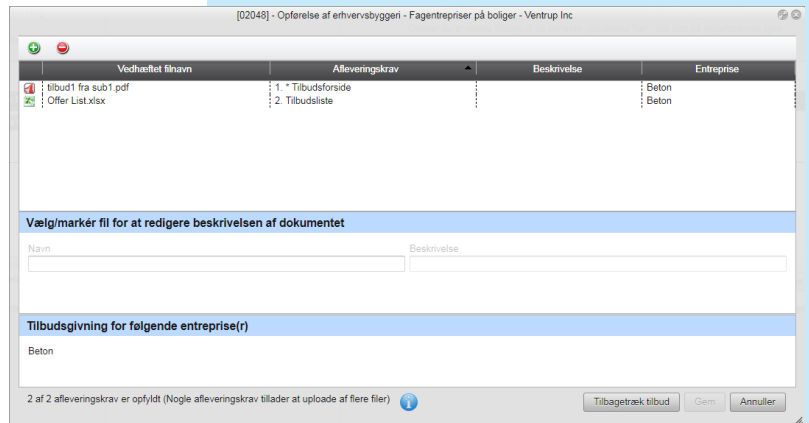 [02048] - Opførelse af erhvervsbyggeri - Fagentrepriser på boliger - Ventrup Inc
Vedhæftet filnavn Afleveringskrav Beskrivelse Entreprise
tilbud1 fra sub1.pdf 1. * Tilbudsforside Beton
Offer List.xlsx 2. Tilbudsliste Beton
Vælg/markér fil for at redigere beskrivelsen af dokumentet
Navn Beskrivelse
Tilbudsgivning for følgende entreprise(r)
Beton
2 af 2 afleveringskrav er opfyldt (Nogle afleveringskrav tillader at uploade af flere filer)
Tilbagetræk tilbud Gem Annuller